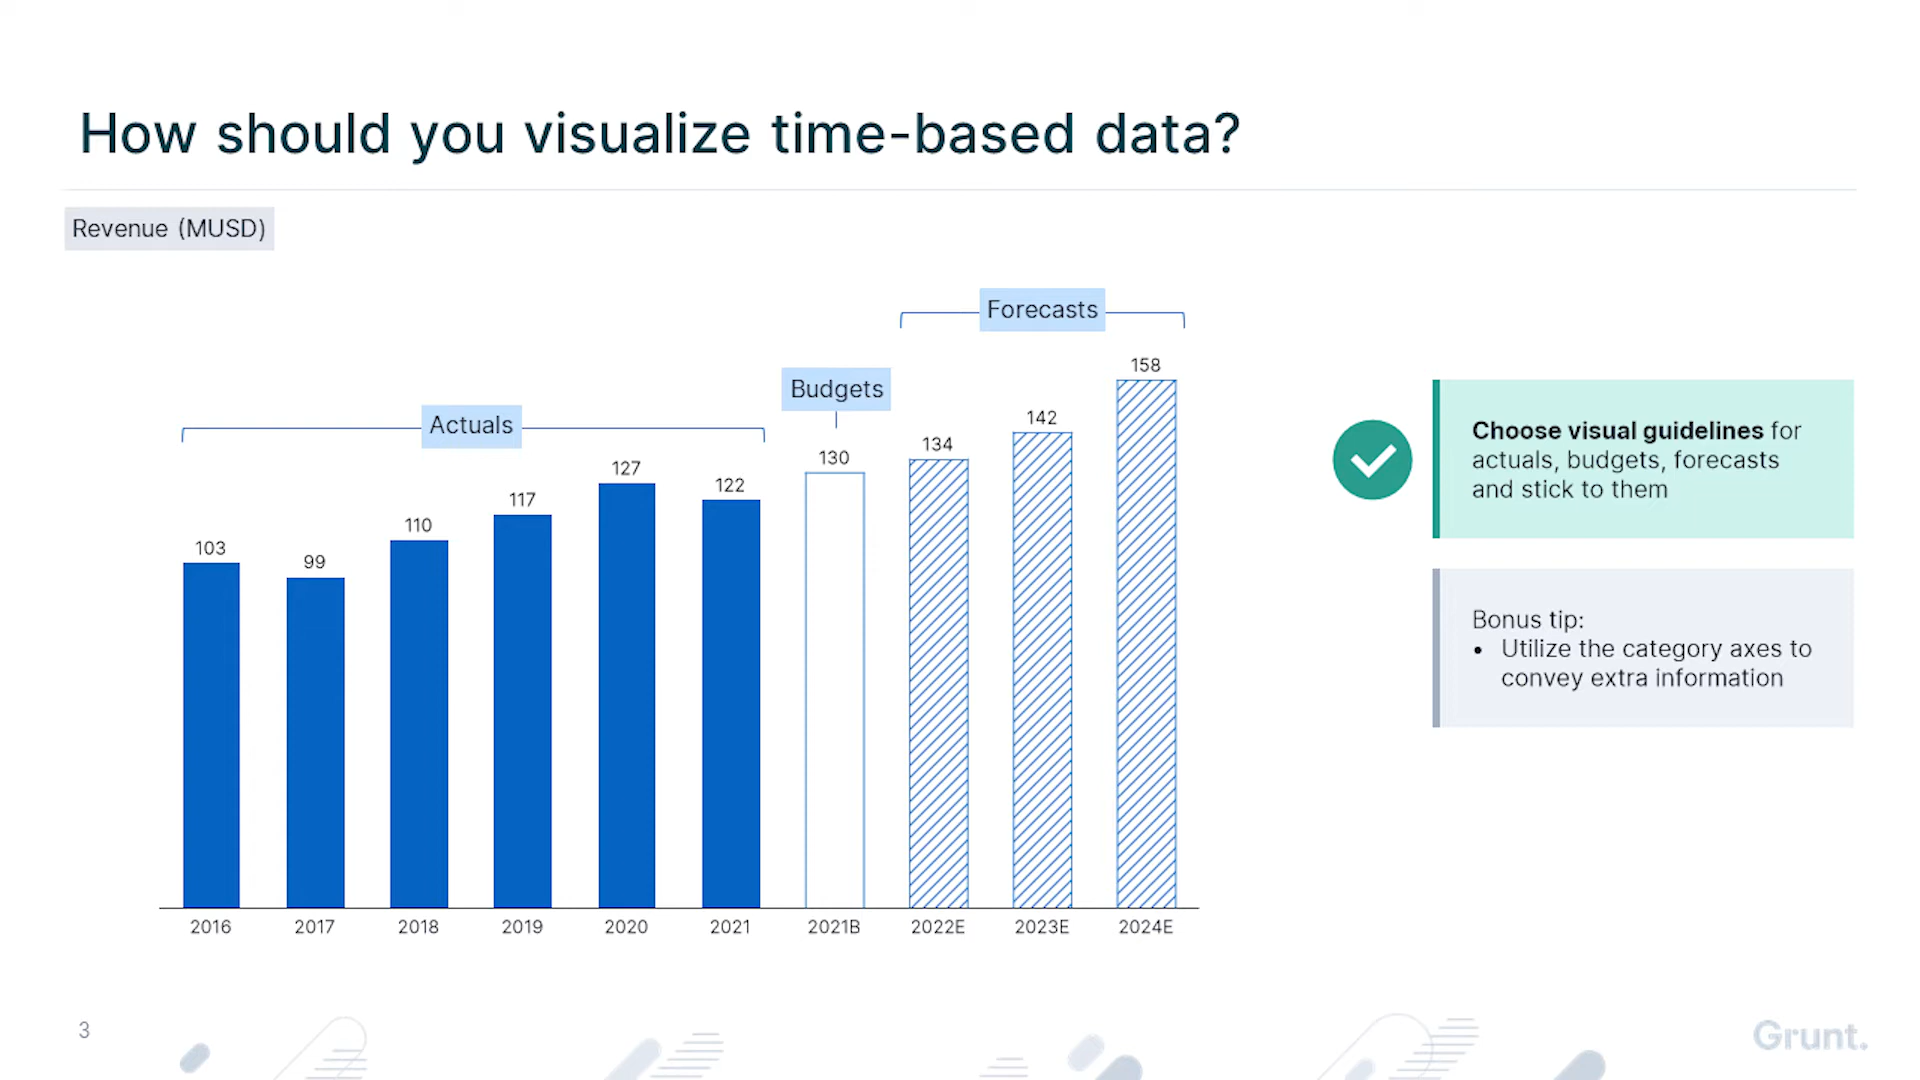 How should you visualize time-based data?
Revenue (MUSD)
Forecasts
Budgets
Actuals
103
99
110
117
127
122
130
134
142
158
2016
2017
2018
2019
2020
2021
2021B
2022E
2023E
2024E
Choose visual guidelines for
actuals, budgets, forecasts
and stick to them
Bonus tip:
• Utilize the category axes to
convey extra information
3
Grunt.